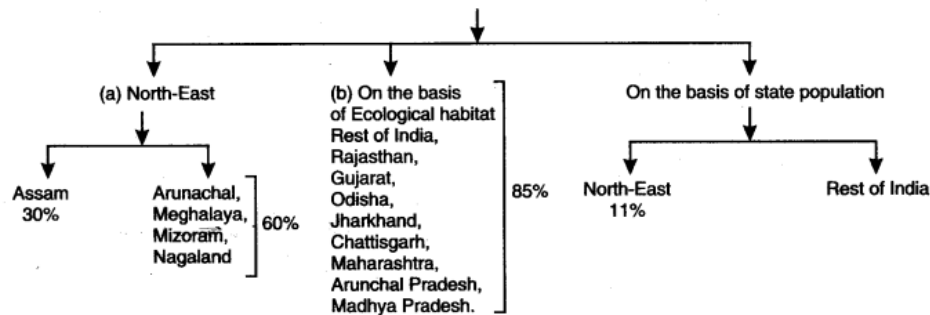 (a) North-East
Assam
30%
Arunachal,
Meghalaya,
Mizoram,
Nagaland
60%
(b) On the basis
of Ecological habitat
Rest of India,
Rajasthan,
Gujarat,
Odisha,
Jharkhand,
Chattisgarh,
Maharashtra,
Arunchal Pradesh,
Madhya Pradesh.
85%
On the basis of state population
North-East
11%
Rest of India